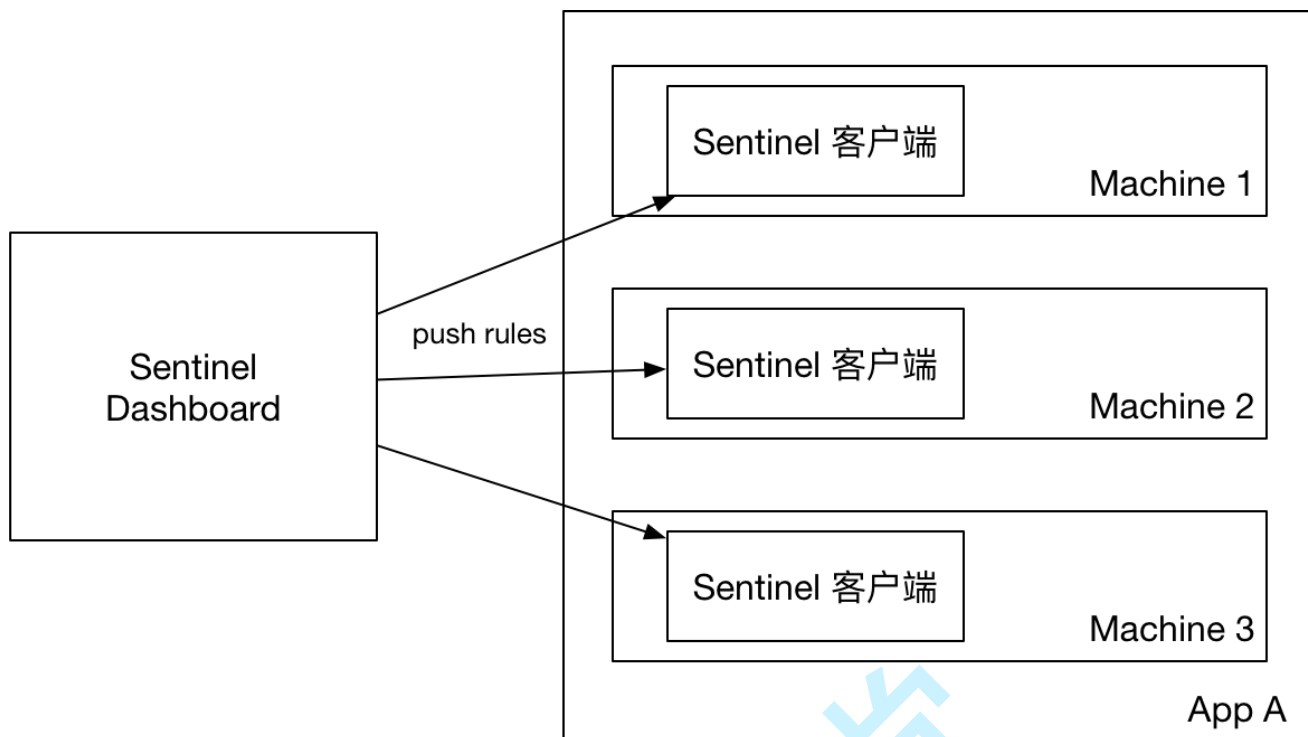 Sentinel 客户端
Machine 1
Sentinel
Dashboard
push rules
Sentinel 客户端
Machine 2
Sentinel 客户端
Machine 3
App A